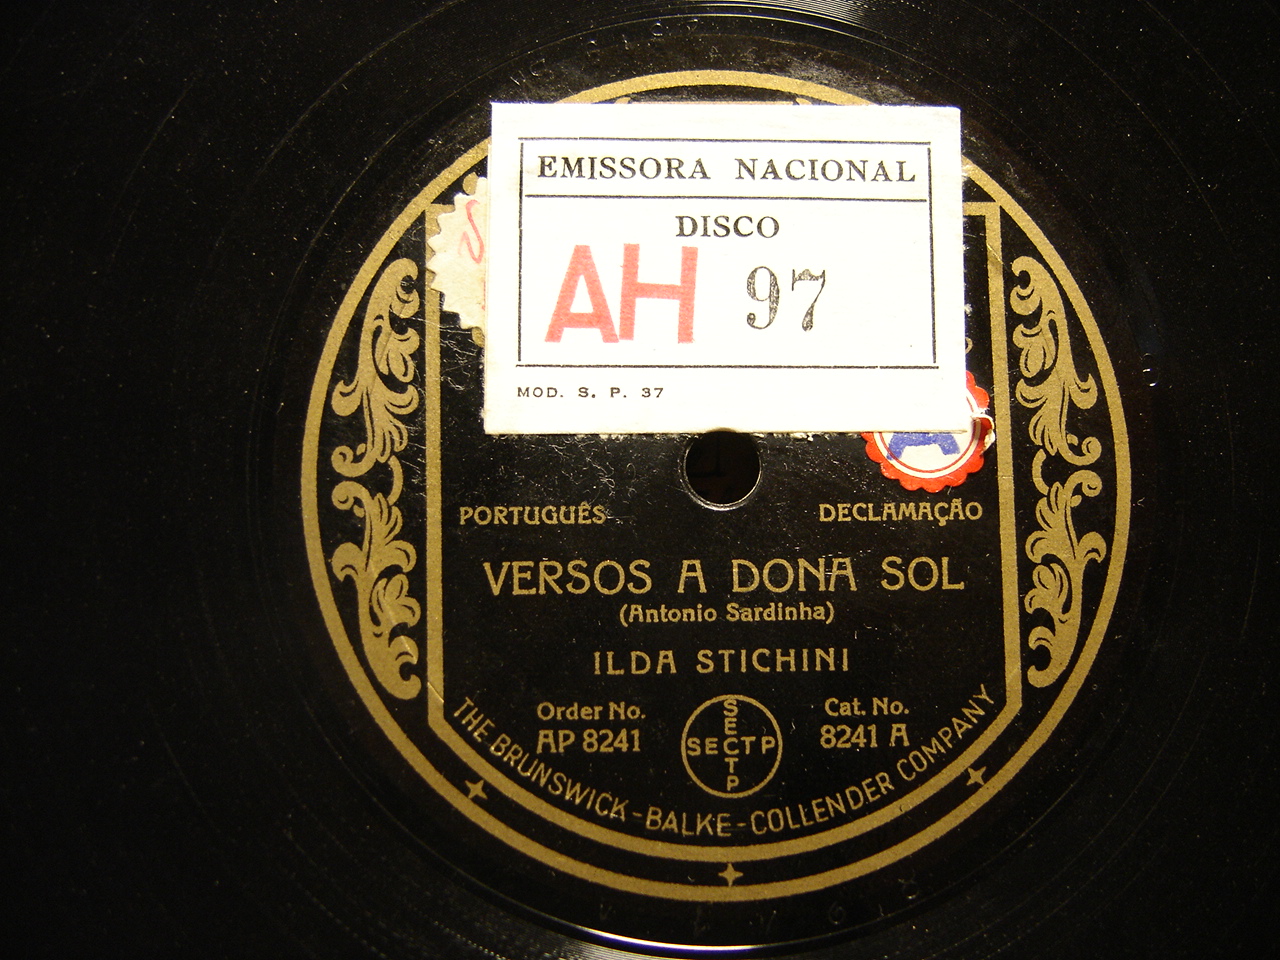 EMISSORA NACIONAL
DISCO
AH 97
MOD. S. P. 37
PORTUGUÊS DECLAMAÇÃO
VERSOS A DONA SOL
(Antonio Sardinha)
ILDA STICHINI
Order No.
AP 8241
SECTP
SECTP
Cat. No.
8241 A
THE BRUNSWICK-BALKE-COLLENDER COMPANY